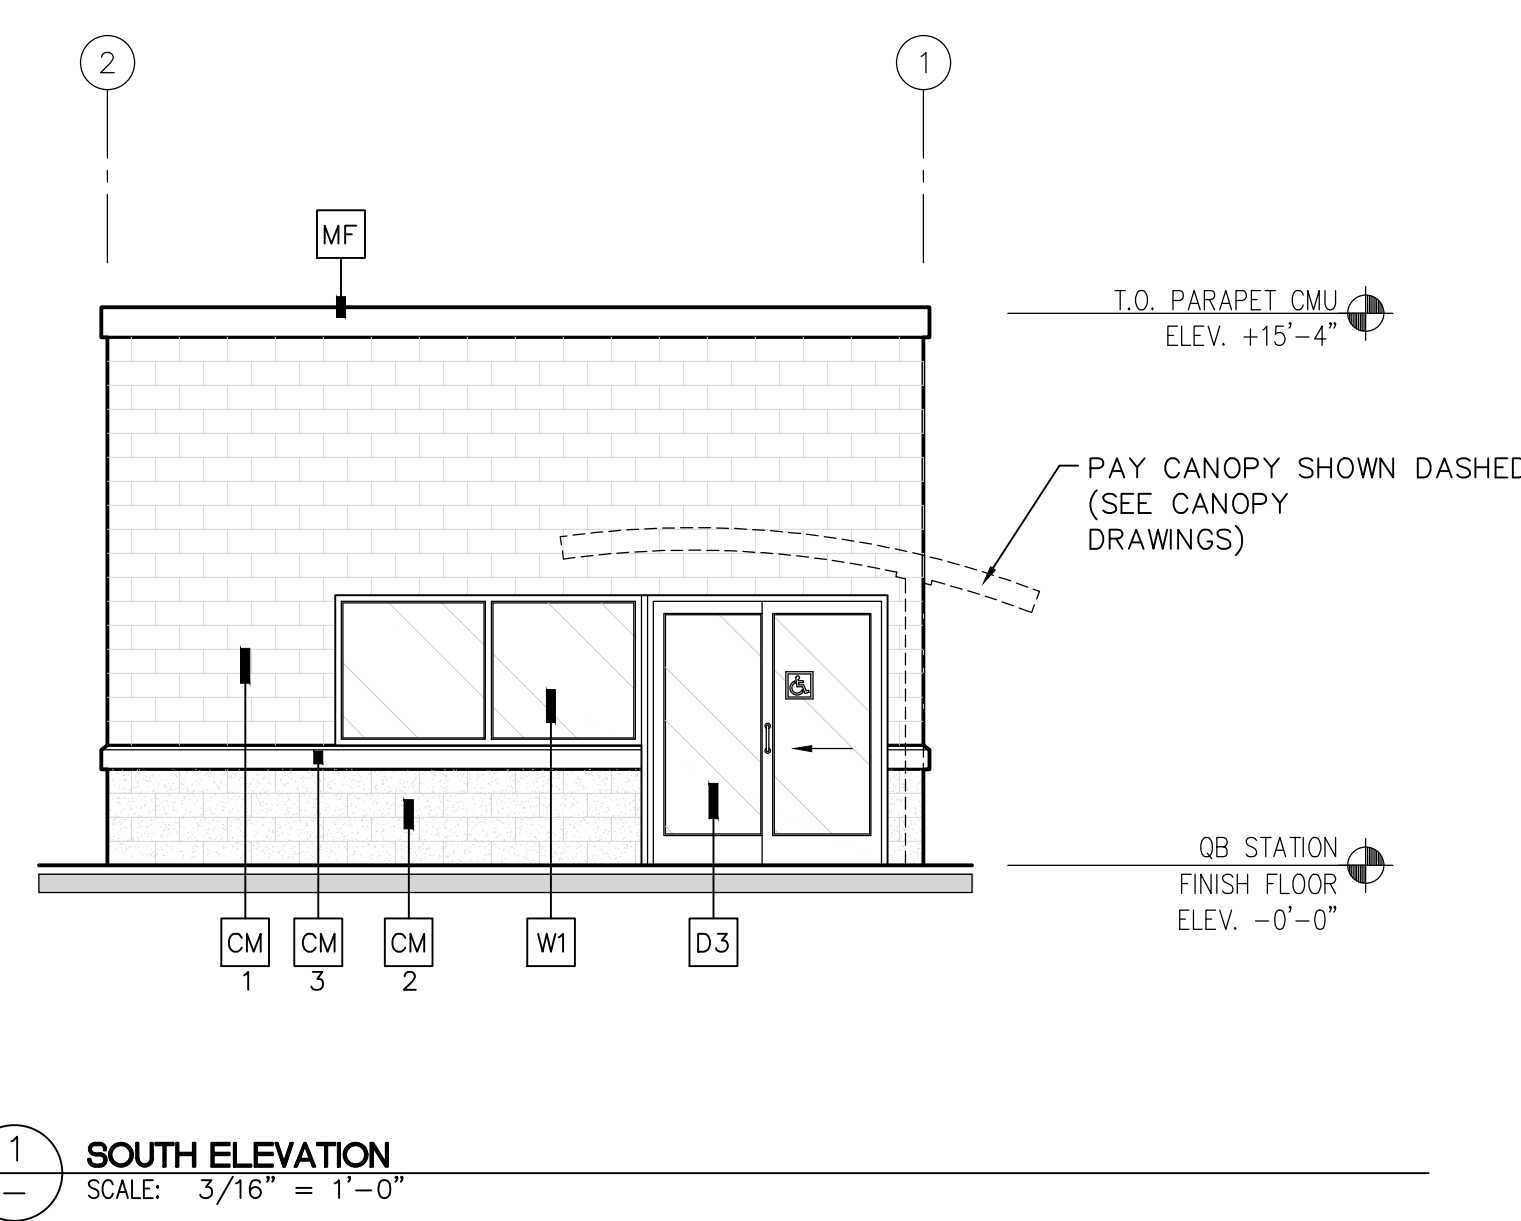 2
1
MF
T.O. PARAPET CMU
ELEV. +15'-4"
PAY CANOPY SHOWN DASHED
(SEE CANOPY
DRAWINGS)
QB STATION
FINISH FLOOR
ELEV. -0'-0"
CM
1
CM
3
CM
2
W1
D3
1
–
SOUTH ELEVATION
SCALE: 3/16" = 1'-0"